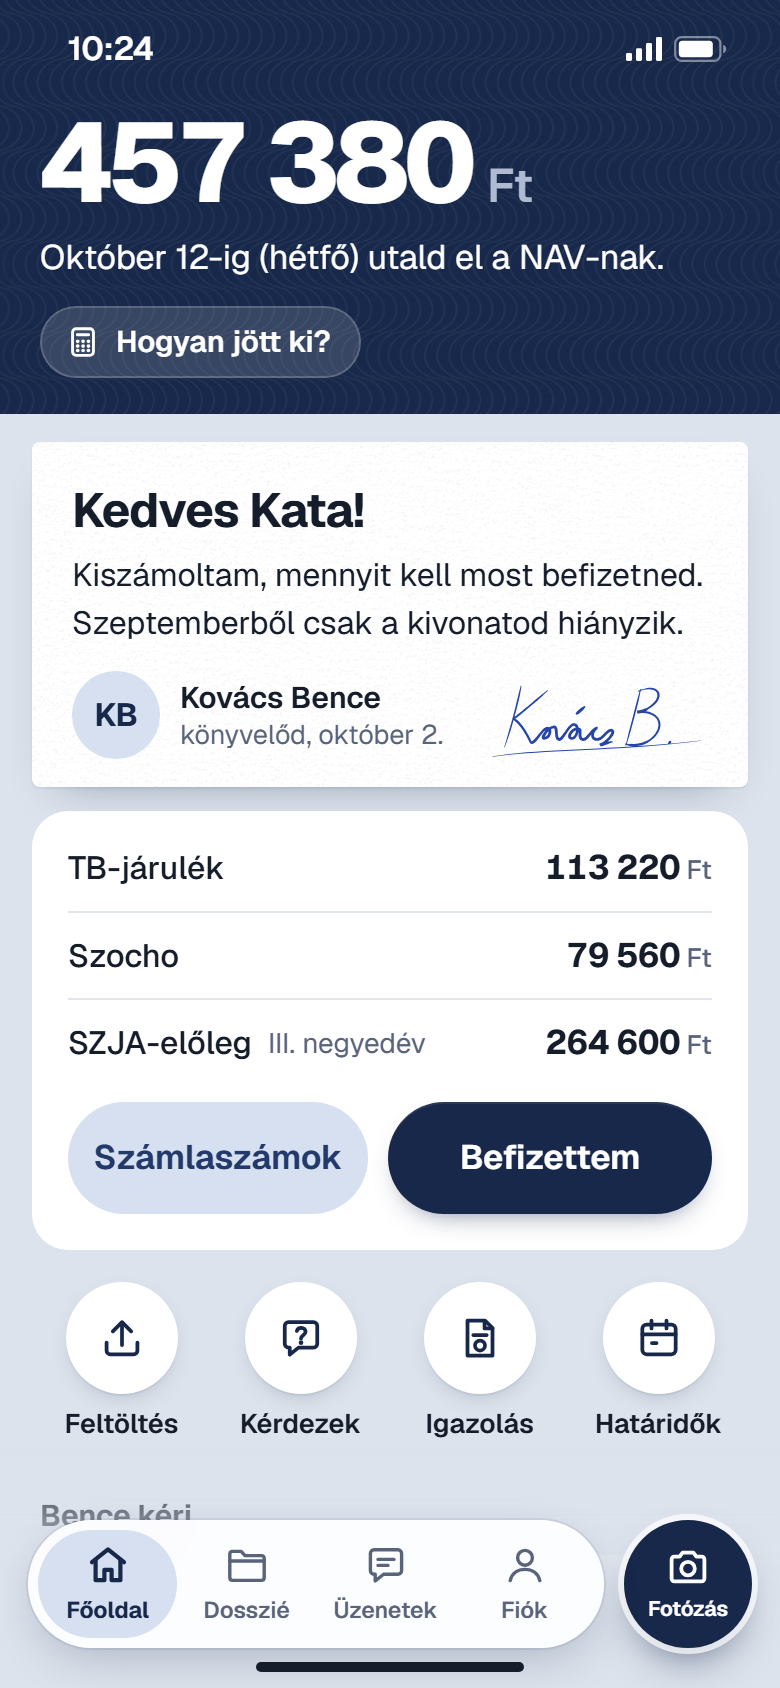 10:24
457 380 Ft
Október 12-ig (hétfő) utald el a NAV-nak.
Hogyan jött ki?
Kedves Kata!
Kiszámoltam, mennyit kell most befizetned.
Szeptemberből csak a kivonatod hiányzik.
KB
Kovács Bence
könyvelőd, október 2.
Kovács B.
TB-járulék 113 220 Ft
Szocho 79 560 Ft
SZJA-előleg III. negyedév 264 600 Ft
Számlaszámok Befizettem
Feltöltés Kérdezek Igazolás Határidők
Bence kéri
Főoldal Dosszié Üzenetek Fiók Fotózás